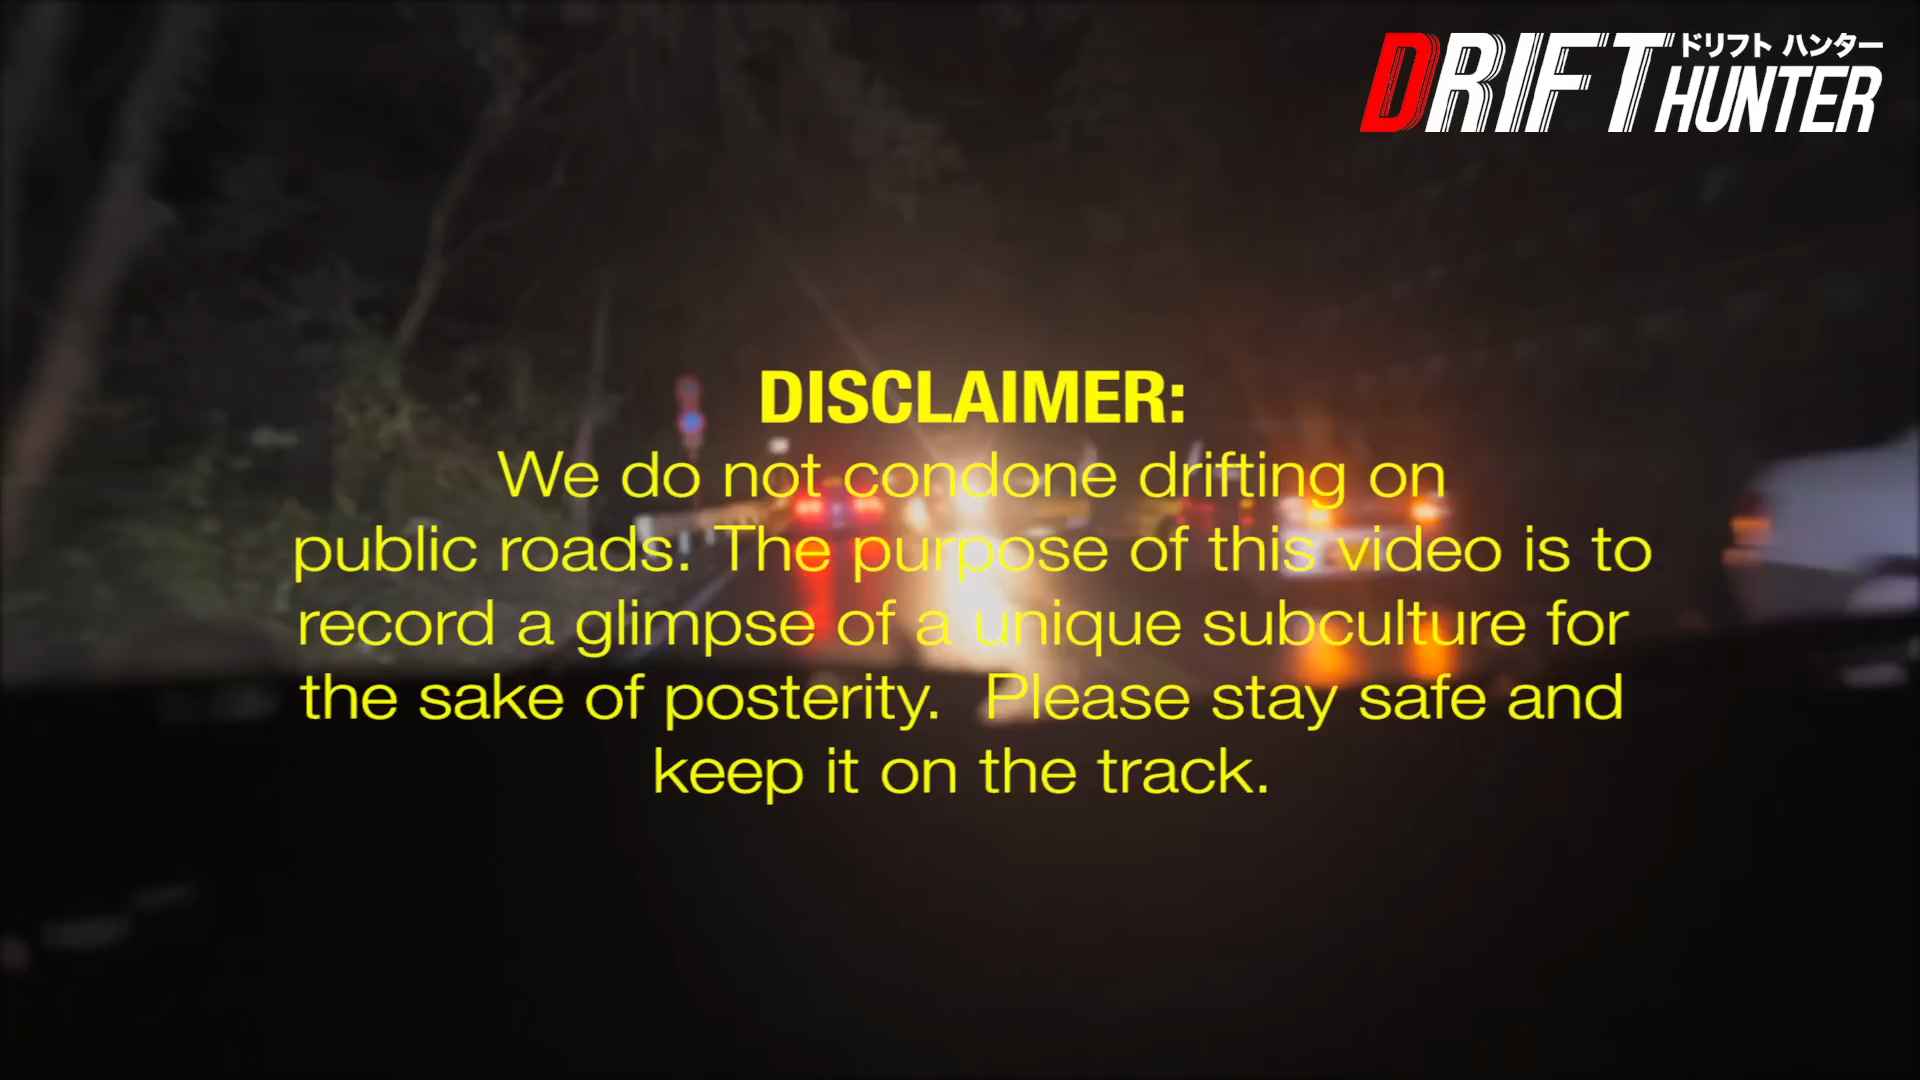 DRIFT HUNTER
ドリフト ハンター
DISCLAIMER:
We do not condone drifting on
public roads. The purpose of this video is to
record a glimpse of a unique subculture for
the sake of posterity. Please stay safe and
keep it on the track.